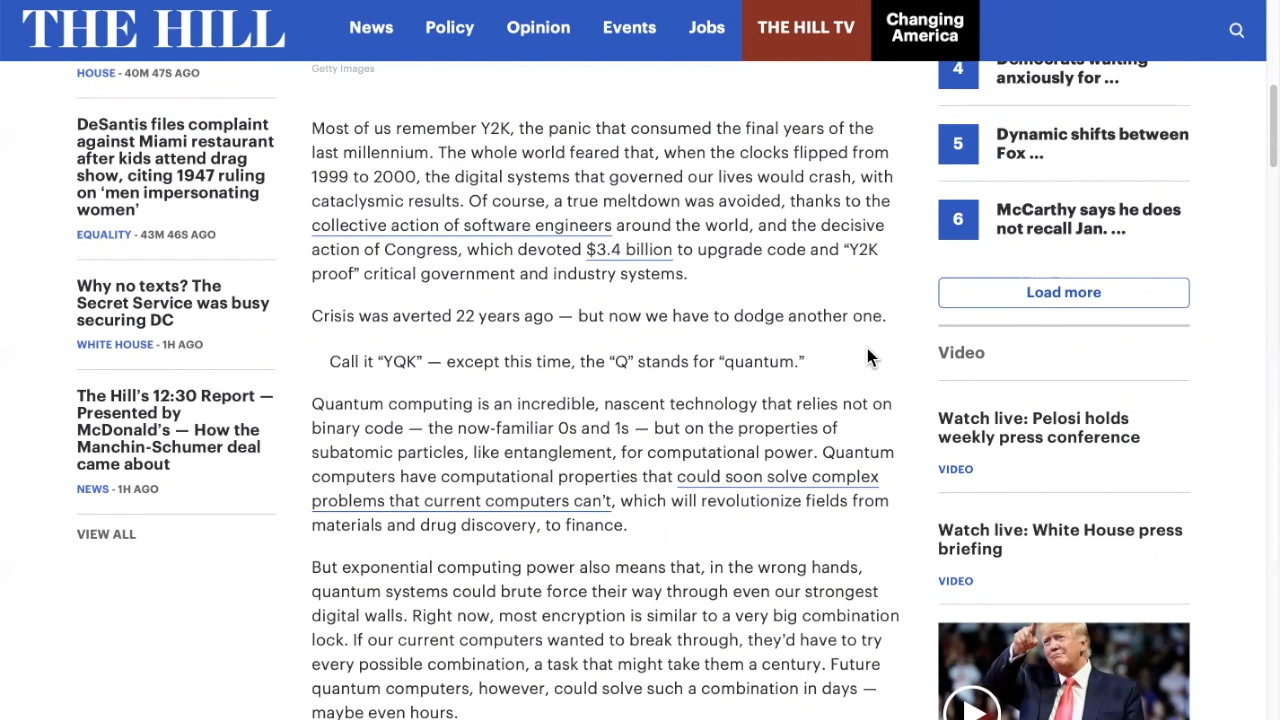 THE HILL
News
Policy
Opinion
Events
Jobs
THE HILL TV
Changing
America
HOUSE - 40M 47S AGO
DeSantis files complaint
against Miami restaurant
after kids attend drag
show, citing 1947 ruling
on ‘men impersonating
women’
EQUALITY - 43M 46S AGO
Why no texts? The
Secret Service was busy
securing DC
WHITE HOUSE - 1H AGO
The Hill’s 12:30 Report —
Presented by
McDonald’s — How the
Manchin-Schumer deal
came about
NEWS - 1H AGO
VIEW ALL
Getty Images
Most of us remember Y2K, the panic that consumed the final years of the
last millennium. The whole world feared that, when the clocks flipped from
1999 to 2000, the digital systems that governed our lives would crash, with
cataclysmic results. Of course, a true meltdown was avoided, thanks to the
collective action of software engineers around the world, and the decisive
action of Congress, which devoted $3.4 billion to upgrade code and “Y2K
proof” critical government and industry systems.
Crisis was averted 22 years ago — but now we have to dodge another one.
Call it “YQK” — except this time, the “Q” stands for “quantum.”
Quantum computing is an incredible, nascent technology that relies not on
binary code — the now-familiar 0s and 1s — but on the properties of
subatomic particles, like entanglement, for computational power. Quantum
computers have computational properties that could soon solve complex
problems that current computers can’t, which will revolutionize fields from
materials and drug discovery, to finance.
But exponential computing power also means that, in the wrong hands,
quantum systems could brute force their way through even our strongest
digital walls. Right now, most encryption is similar to a very big combination
lock. If our current computers wanted to break through, they’d have to try
every possible combination, a task that might take them a century. Future
quantum computers, however, could solve such a combination in days —
maybe even hours.
4
Democrats waiting
anxiously for ...
5
Dynamic shifts between
Fox ...
6
McCarthy says he does
not recall Jan. ...
Load more
Video
Watch live: Pelosi holds
weekly press conference
VIDEO
Watch live: White House press
briefing
VIDEO